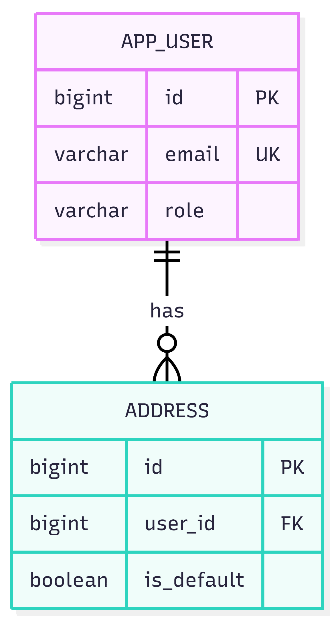 APP_USER
bigint id PK
varchar email UK
varchar role
has
ADDRESS
bigint id PK
bigint user_id FK
boolean is_default